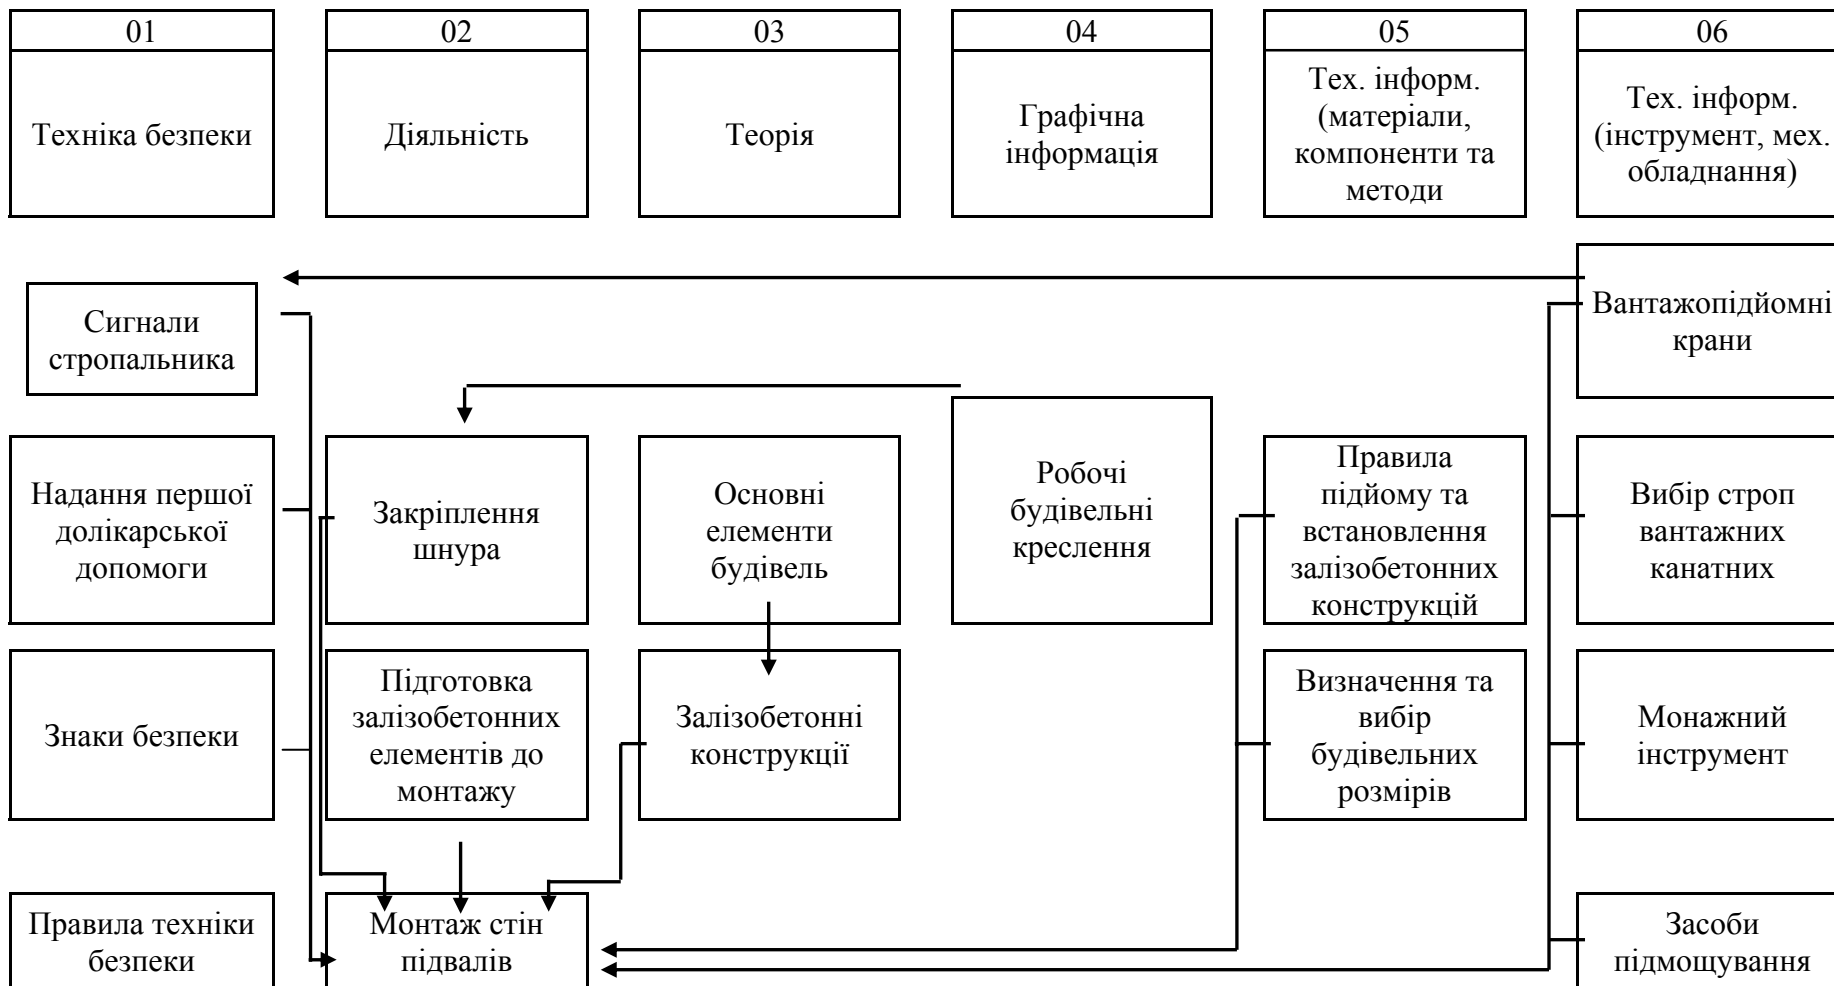 01
02
03
04
05
06
Техніка безпеки
Діяльність
Теорія
Графічна
інформація
Тех. інформ.
(матеріали,
компоненти та
методи
Тех. інформ.
(інструмент, мех.
обладнання)
Сигнали
стропальника
Вантажопідйомні
крани
Надання першої
долікарської
допомоги
Закріплення
шнура
Основні
елементи
будівель
Робочі
будівельні
креслення
Правила
підйому та
встановлення
залізобетонних
конструкцій
Вибір строп
вантажних
канатних
Знаки безпеки
Підготовка
залізобетонних
елементів до
монтажу
Залізобетонні
конструкції
Визначення та
вибір
будівельних
розмірів
Монажний
інструмент
Правила техніки
безпеки
Монтаж стін
підвалів
Засоби
підмощування